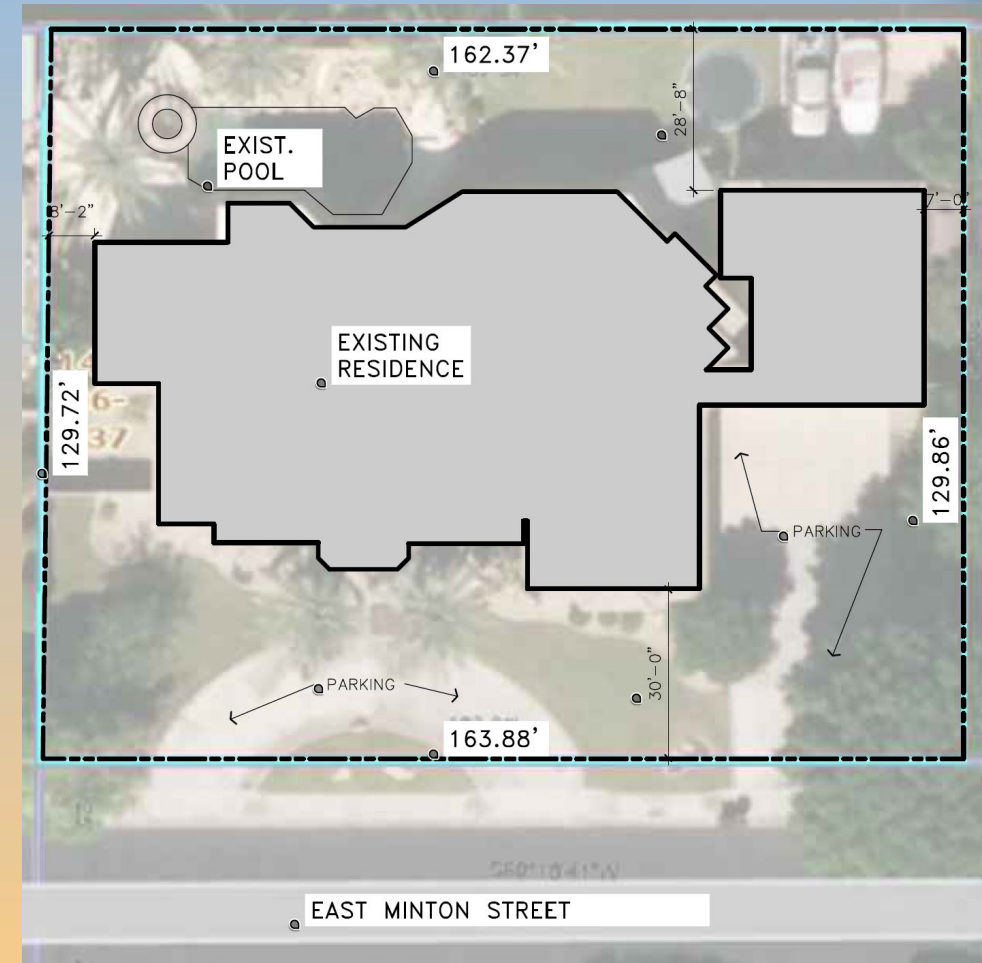 162.37'
28'-8"
EXIST.
POOL
8'-2"
7'-0"
EXISTING
RESIDENCE
129.72'
37
129.86'
PARKING
30'-0"
PARKING
163.88'
EAST MINTON STREET